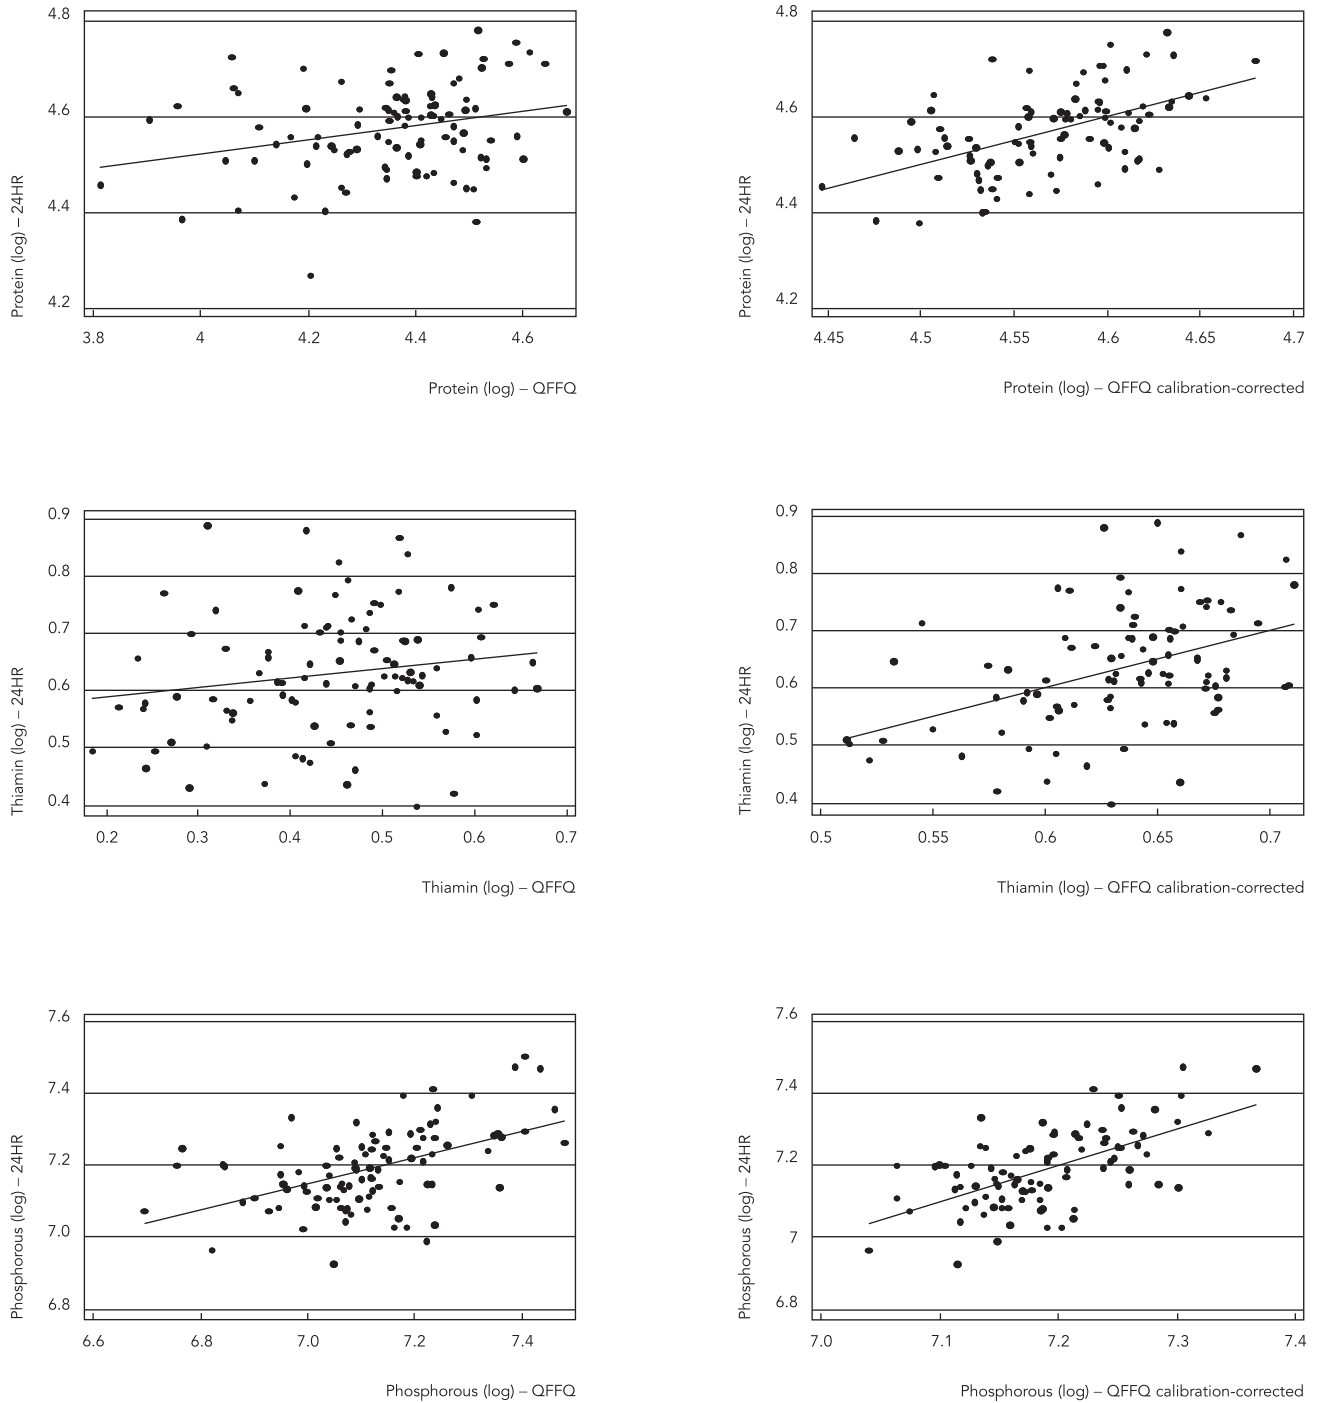 4.8
4.6
4.4
4.2
Protein (log) – 24HR
3.8 4 4.2 4.4 4.6
Protein (log) – QFFQ
4.8
4.6
4.4
4.2
Protein (log) – 24HR
4.45 4.5 4.55 4.6 4.65 4.7
Protein (log) – QFFQ calibration-corrected
0.9
0.8
0.7
0.6
0.5
0.4
Thiamin (log) – 24HR
0.2 0.3 0.4 0.5 0.6 0.7
Thiamin (log) – QFFQ
0.9
0.8
0.7
0.6
0.5
0.4
Thiamin (log) – 24HR
0.5 0.55 0.6 0.65 0.7
Thiamin (log) – QFFQ calibration-corrected
7.6
7.4
7.2
7.0
6.8
Phosphorous (log) – 24HR
6.6 6.8 7.0 7.2 7.4
Phosphorous (log) – QFFQ
7.6
7.4
7.2
7
6.8
Phosphorous (log) – 24HR
7.0 7.1 7.2 7.3 7.4
Phosphorous (log) – QFFQ calibration-corrected